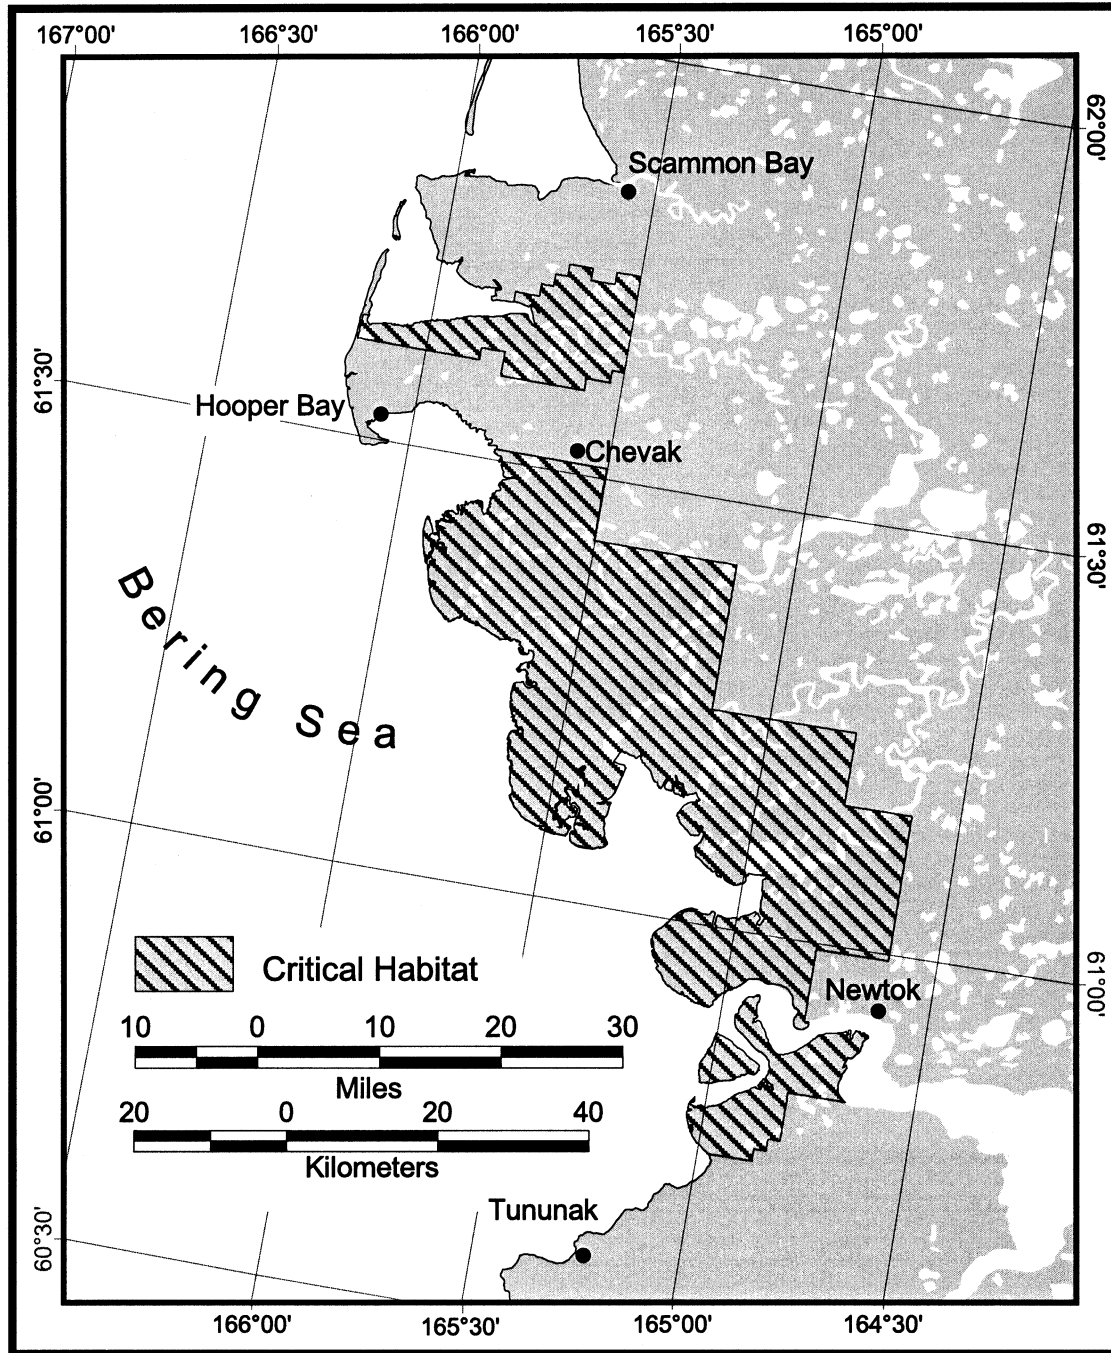 167°00'
166°30'
166°00'
165°30'
165°00'
62°00'
Scammon Bay
61°30'
Hooper Bay
Chevak
61°30'
Bering Sea
61°00'
Critical Habitat
Newtok
61°00'
10 0 10 20 30
Miles
20 0 20 40
Kilometers
Tununak
60°30'
166°00'
165°30'
165°00'
164°30'